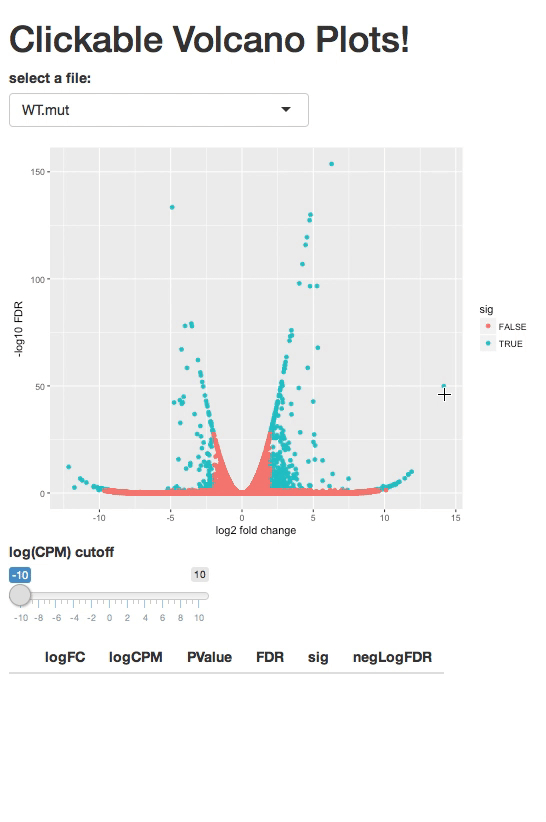 Clickable Volcano Plots!
select a file:
WT.mut
150
100
50
0
-log10 FDR
-10 -5 0 5 10 15
log2 fold change
sig
FALSE
TRUE
log(CPM) cutoff
-10 10
-10 -8 -6 -4 -2 0 2 4 6 8 10
logFC logCPM PValue FDR sig negLogFDR